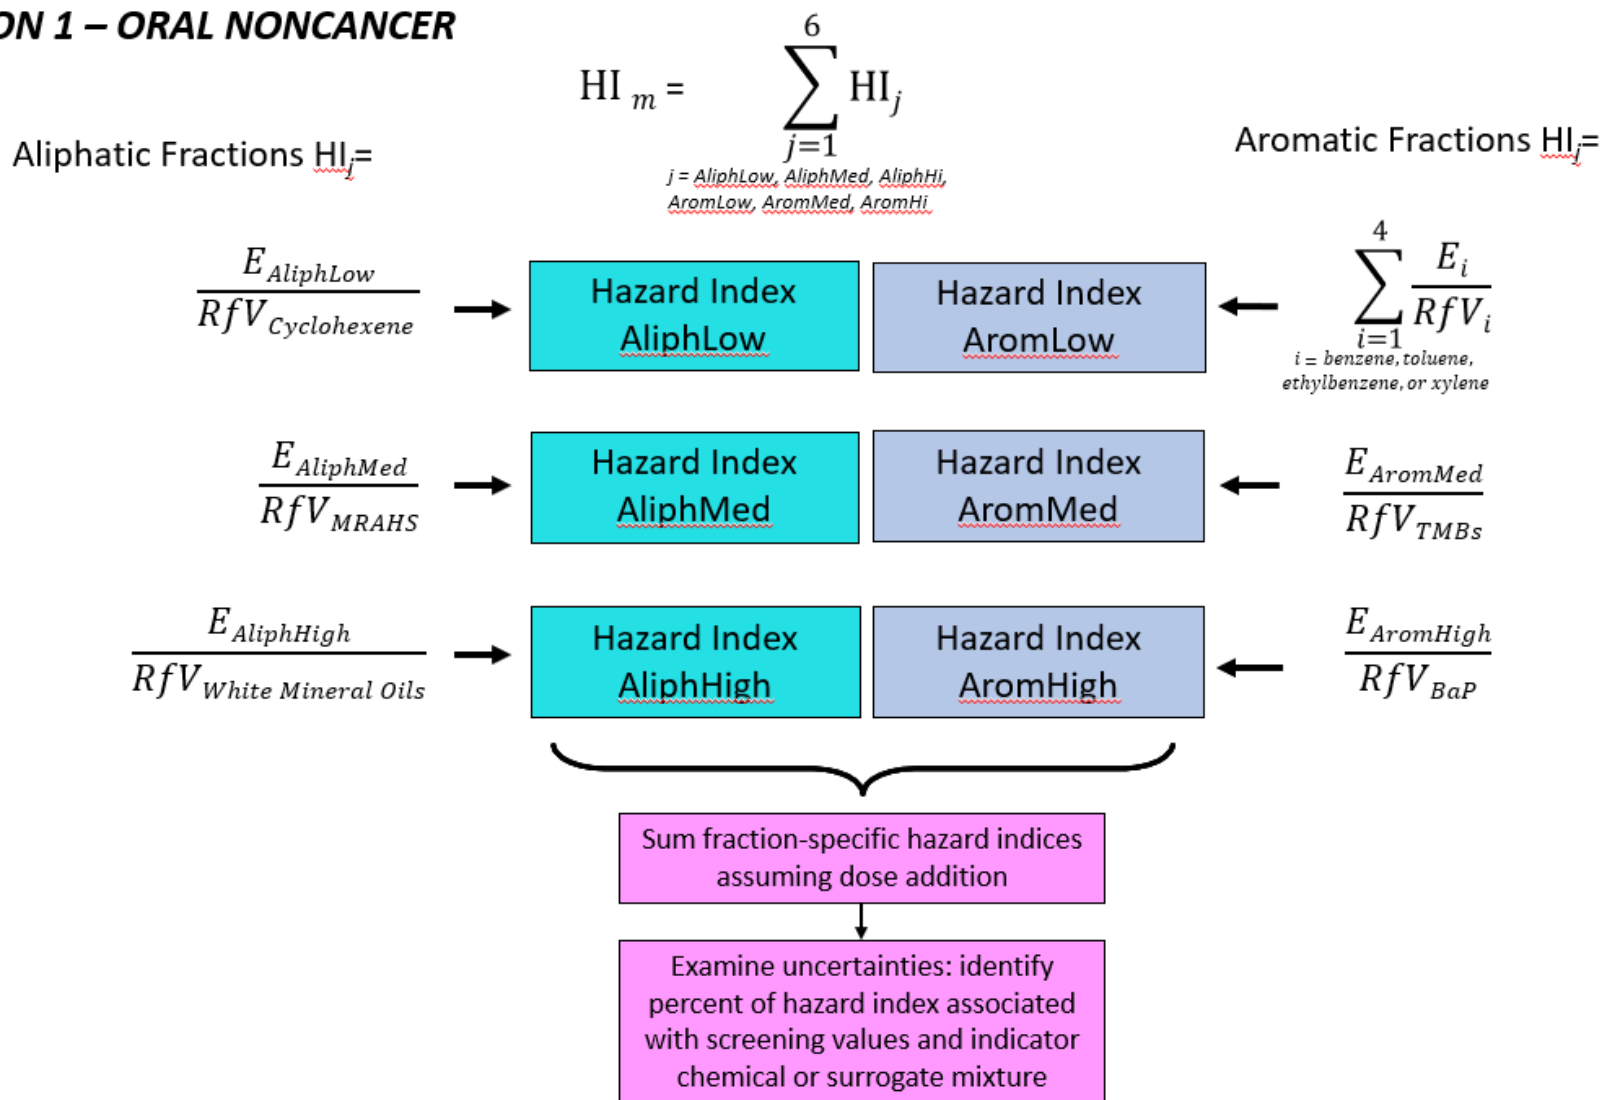 ON 1 – ORAL NONCANCER
6
HI m = ∑ HIj
j=1
j = AliphLow, AliphMed, AliphHi,
AromLow, AromMed, AromHi
Aliphatic Fractions HIj=
Aromatic Fractions HIj=
E AliphLow
RfV Cyclohexene
Hazard Index
AliphLow
Hazard Index
AromLow
4
∑ Ei
RfVi
i=1
i = benzene, toluene,
ethylbenzene, or xylene
E AliphMed
RfV MRAHS
Hazard Index
AliphMed
Hazard Index
AromMed
E AromMed
RfV TMBs
E AliphHigh
RfV White Mineral Oils
Hazard Index
AliphHigh
Hazard Index
AromHigh
E AromHigh
RfV BaP
Sum fraction-specific hazard indices
assuming dose addition
Examine uncertainties: identify
percent of hazard index associated
with screening values and indicator
chemical or surrogate mixture